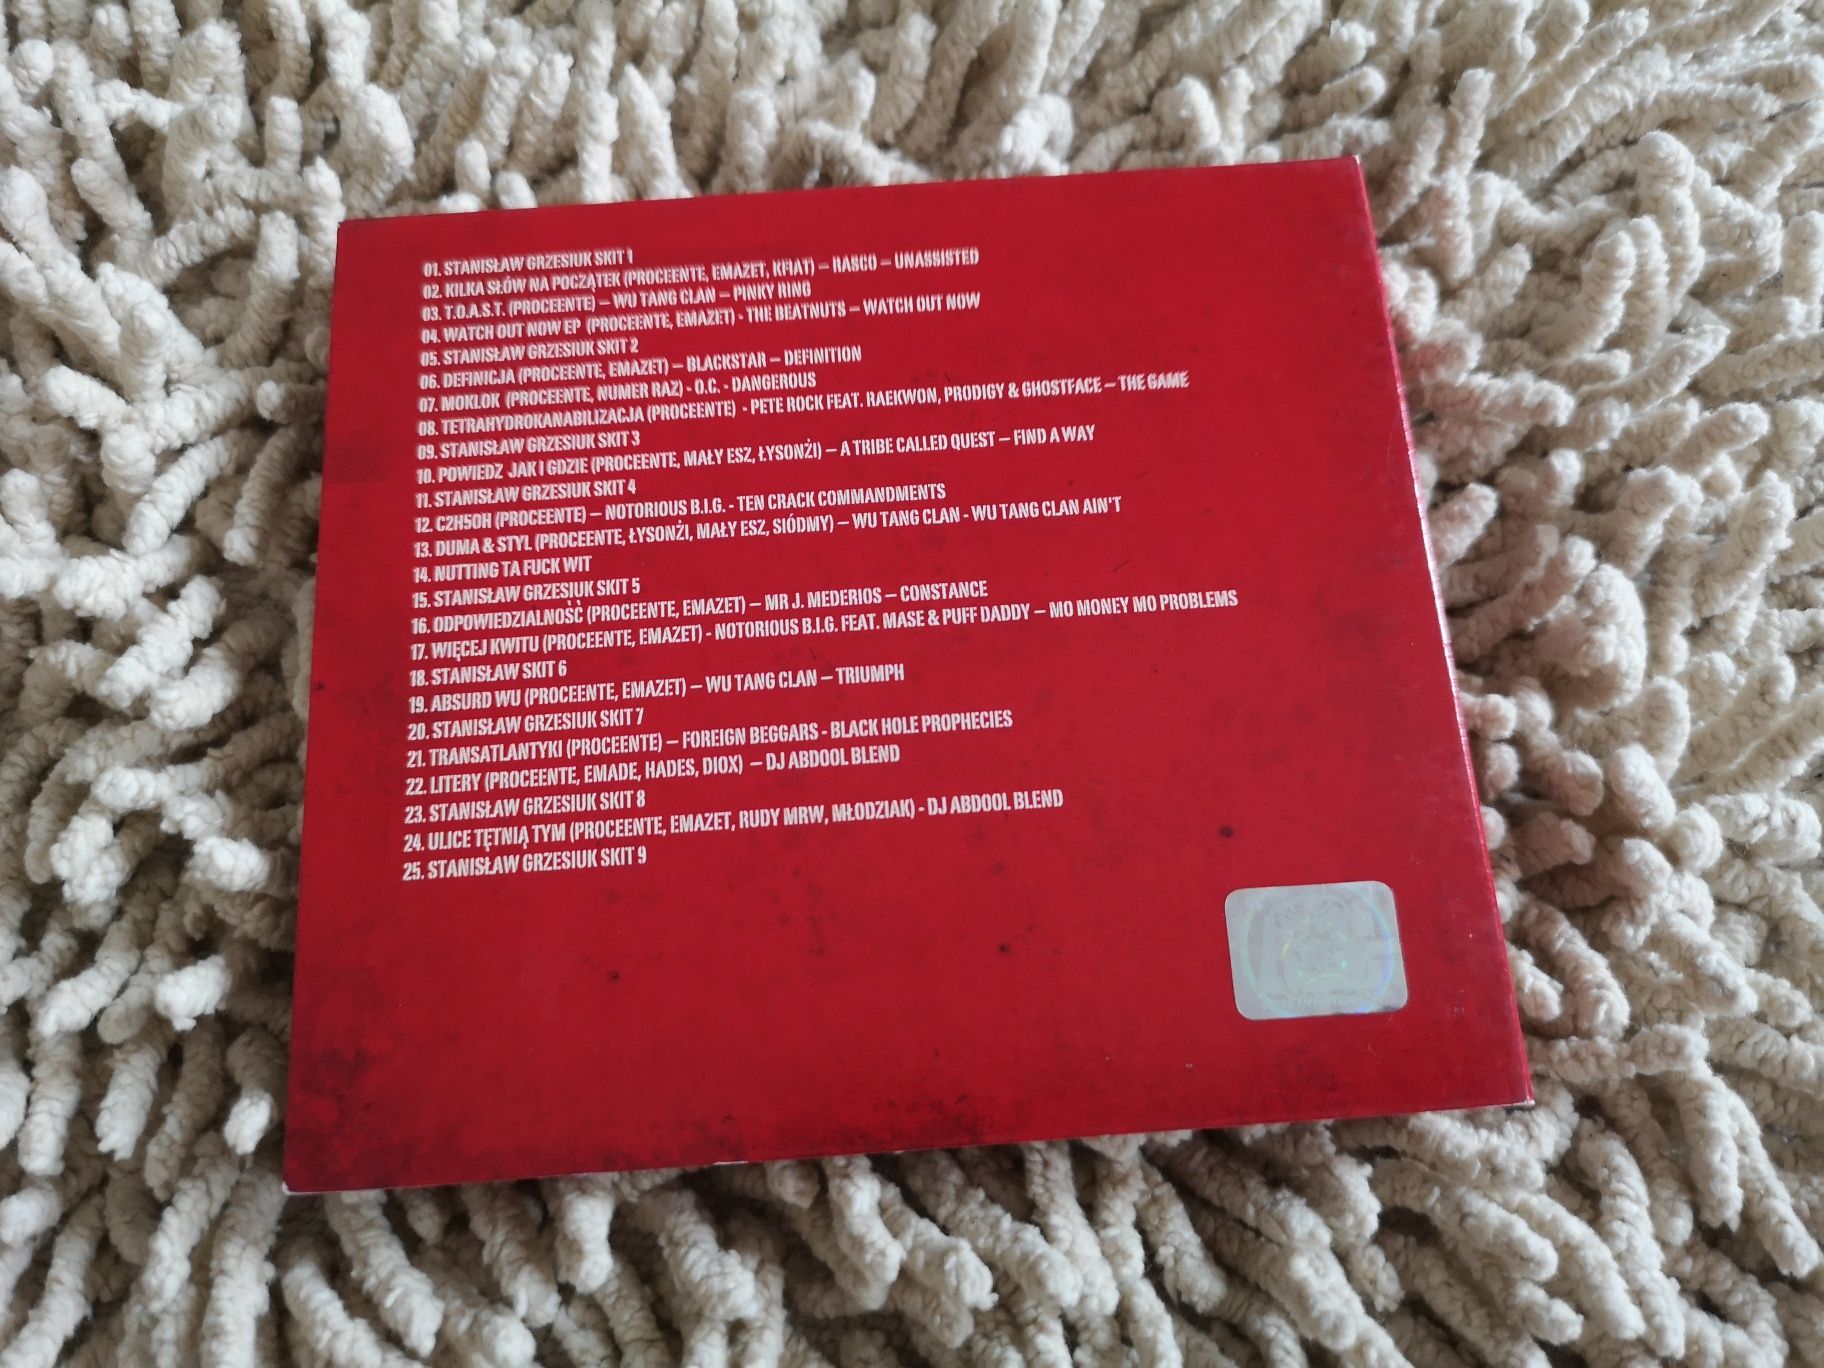 01. STANISŁAW GRZESIUK SKIT 1
02. KILKA SŁÓW NA POCZĄTEK (PROCEENTE, EMAZET, KFIAT) – RASCO – UNASSISTED
03. T.O.A.S.T. (PROCEENTE) – WU TANG CLAN – PINKY RING
04. WATCH OUT NOW EP (PROCEENTE, EMAZET) - THE BEATNUTS – WATCH OUT NOW
05. STANISŁAW GRZESIUK SKIT 2
06. DEFINICJA (PROCEENTE, EMAZET) – BLACKSTAR – DEFINITION
07. MOKLOK (PROCEENTE, NUMER RAZ) - O.C. - DANGEROUS
08. TETRAHYDROKANABILIZACJA (PROCEENTE) - PETE ROCK FEAT. RAEKWON, PRODIGY & GHOSTFACE – THE GAME
09. STANISŁAW GRZESIUK SKIT 3
10. POWIEDZ JAK I GDZIE (PROCEENTE, MAŁY ESZ, ŁYSONŻI) – A TRIBE CALLED QUEST – FIND A WAY
11. STANISŁAW GRZESIUK SKIT 4
12. C2H5OH (PROCEENTE) – NOTORIOUS B.I.G. - TEN CRACK COMMANDMENTS
13. DUMA & STYL (PROCEENTE, ŁYSONŻI, MAŁY ESZ, SIÓDMY) – WU TANG CLAN - WU TANG CLAN AIN'T
14. NUTTING TA FUCK WIT
15. STANISŁAW GRZESIUK SKIT 5
16. ODPOWIEDZIALNOŚĆ (PROCEENTE, EMAZET) – MR J. MEDERIOS – CONSTANCE
17. WIĘCEJ KWITU (PROCEENTE, EMAZET) - NOTORIOUS B.I.G. FEAT. MASE & PUFF DADDY – MO MONEY MO PROBLEMS
18. STANISŁAW SKIT 6
19. ABSURD WU (PROCEENTE, EMAZET) – WU TANG CLAN – TRIUMPH
20. STANISŁAW GRZESIUK SKIT 7
21. TRANSATLANTYKI (PROCEENTE) – FOREIGN BEGGARS - BLACK HOLE PROPHECIES
22. LITERY (PROCEENTE, EMADE, HADES, DIOX) – DJ ABDOOL BLEND
23. STANISŁAW GRZESIUK SKIT 8
24. ULICE TĘTNIĄ TYM (PROCEENTE, EMAZET, RUDY MRW, MŁODZIAK) - DJ ABDOOL BLEND
25. STANISŁAW GRZESIUK SKIT 9